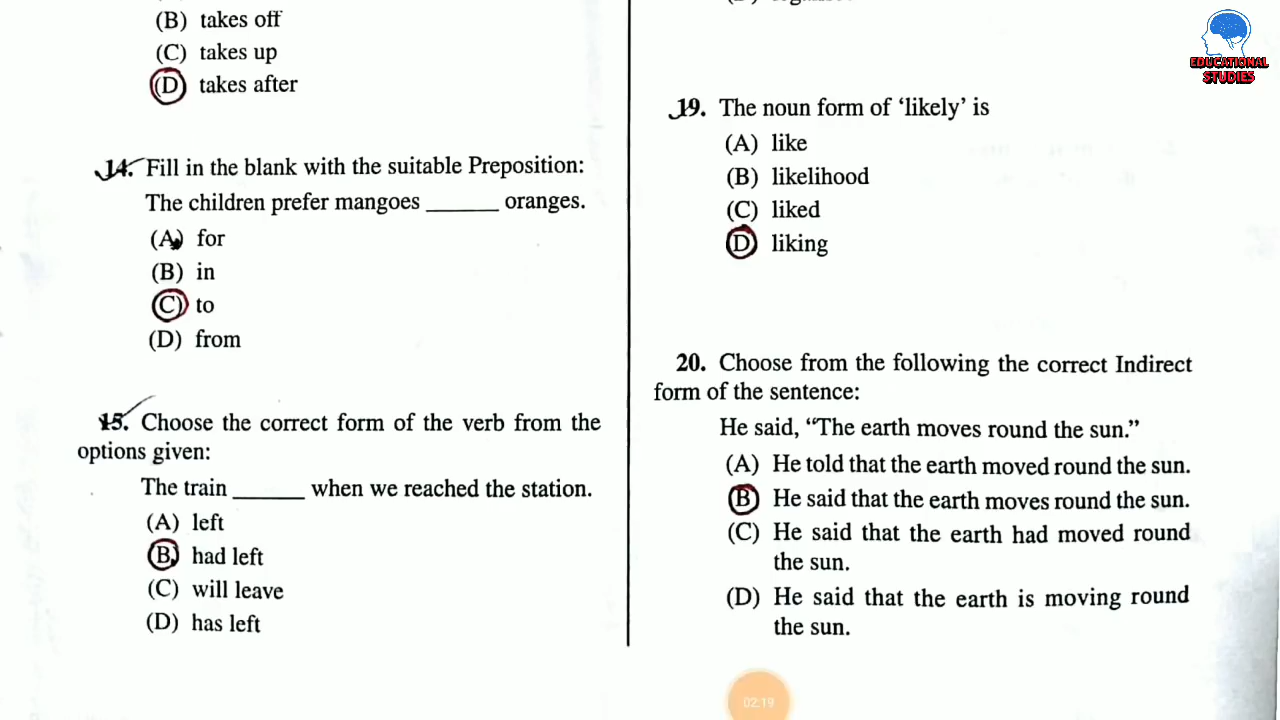 (B) takes off
(C) takes up
(D) takes after
14. Fill in the blank with the suitable Preposition:
The children prefer mangoes ______ oranges.
(A) for
(B) in
(C) to
(D) from
15. Choose the correct form of the verb from the
options given:
The train ______ when we reached the station.
(A) left
(B) had left
(C) will leave
(D) has left
19. The noun form of ‘likely’ is
(A) like
(B) likelihood
(C) liked
(D) liking
20. Choose from the following the correct Indirect
form of the sentence:
He said, “The earth moves round the sun.”
(A) He told that the earth moved round the sun.
(B) He said that the earth moves round the sun.
(C) He said that the earth had moved round
the sun.
(D) He said that the earth is moving round
the sun.
EDUCATIONAL
STUDIES
02:19